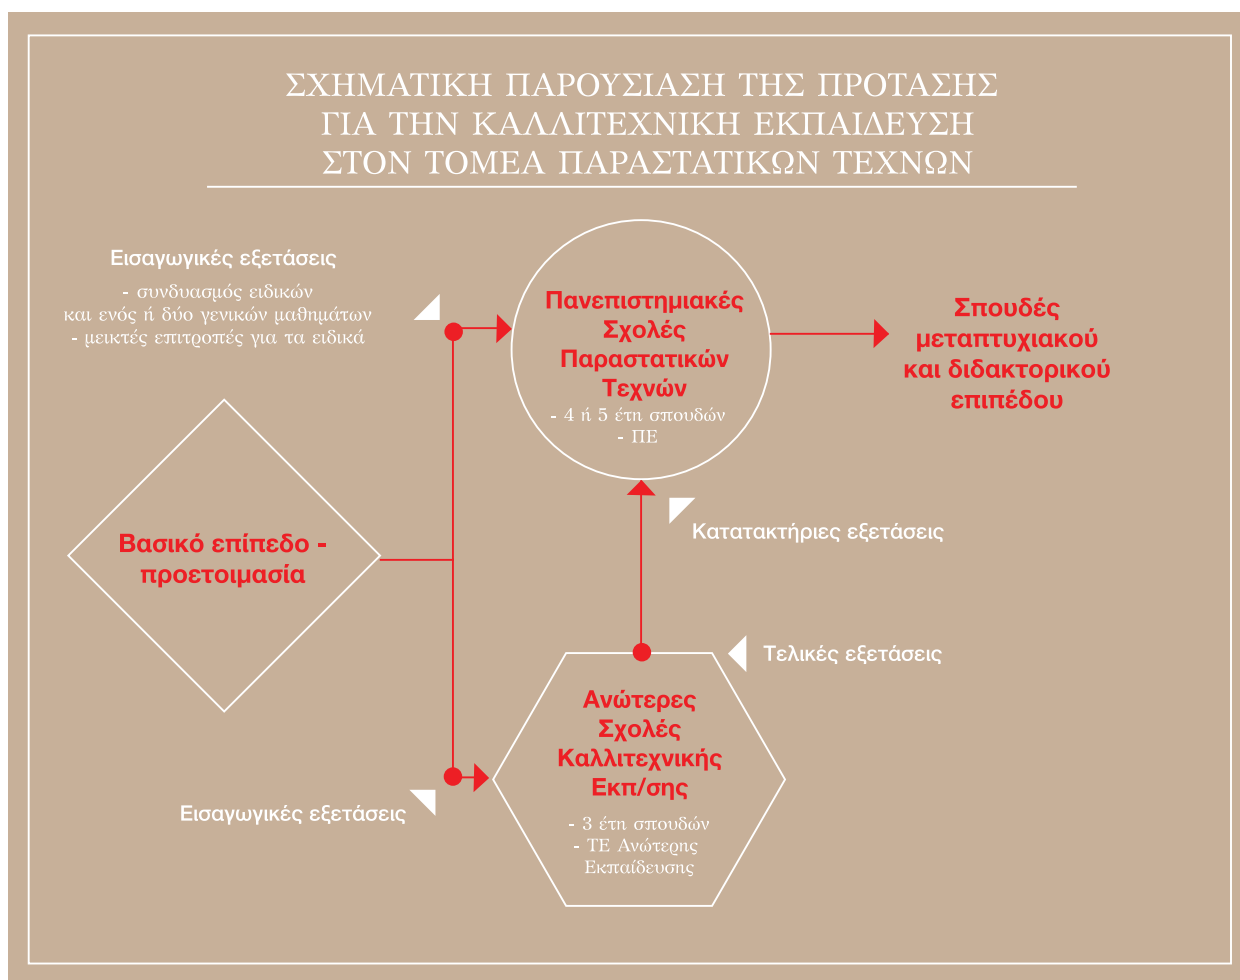 ΣΧΗΜΑΤΙΚΗ ΠΑΡΟΥΣΙΑΣΗ ΤΗΣ ΠΡΟΤΑΣΗΣ
ΓΙΑ ΤΗΝ ΚΑΛΛΙΤΕΧΝΙΚΗ ΕΚΠΑΙΔΕΥΣΗ
ΣΤΟΝ ΤΟΜΕΑ ΠΑΡΑΣΤΑΤΙΚΩΝ ΤΕΧΝΩΝ
Εισαγωγικές εξετάσεις
- συνδυασμός ειδικών
και ενός ή δύο γενικών μαθημάτων
- μεικτές επιτροπές για τα ειδικά
Πανεπιστημιακές
Σχολές
Παραστατικών
Τεχνών
- 4 ή 5 έτη σπουδών
- ΠΕ
Σπουδές
μεταπτυχιακού
και διδακτορικού
επιπέδου
Βασικό επίπεδο -
προετοιμασία
Κατατακτήριες εξετάσεις
Τελικές εξετάσεις
Ανώτερες
Σχολές
Καλλιτεχνικής
Εκπ/σης
- 3 έτη σπουδών
- ΤΕ Ανώτερης
Εκπαίδευσης
Εισαγωγικές εξετάσεις